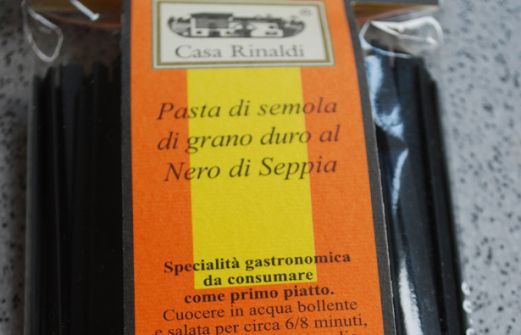 Casa Rinaldi
®
Pasta di semola
di grano duro al
Nero di Seppia
Specialità gastronomica
da consumare
come primo piatto.
Cuocere in acqua bollente
e salata per circa 6/8 minuti,